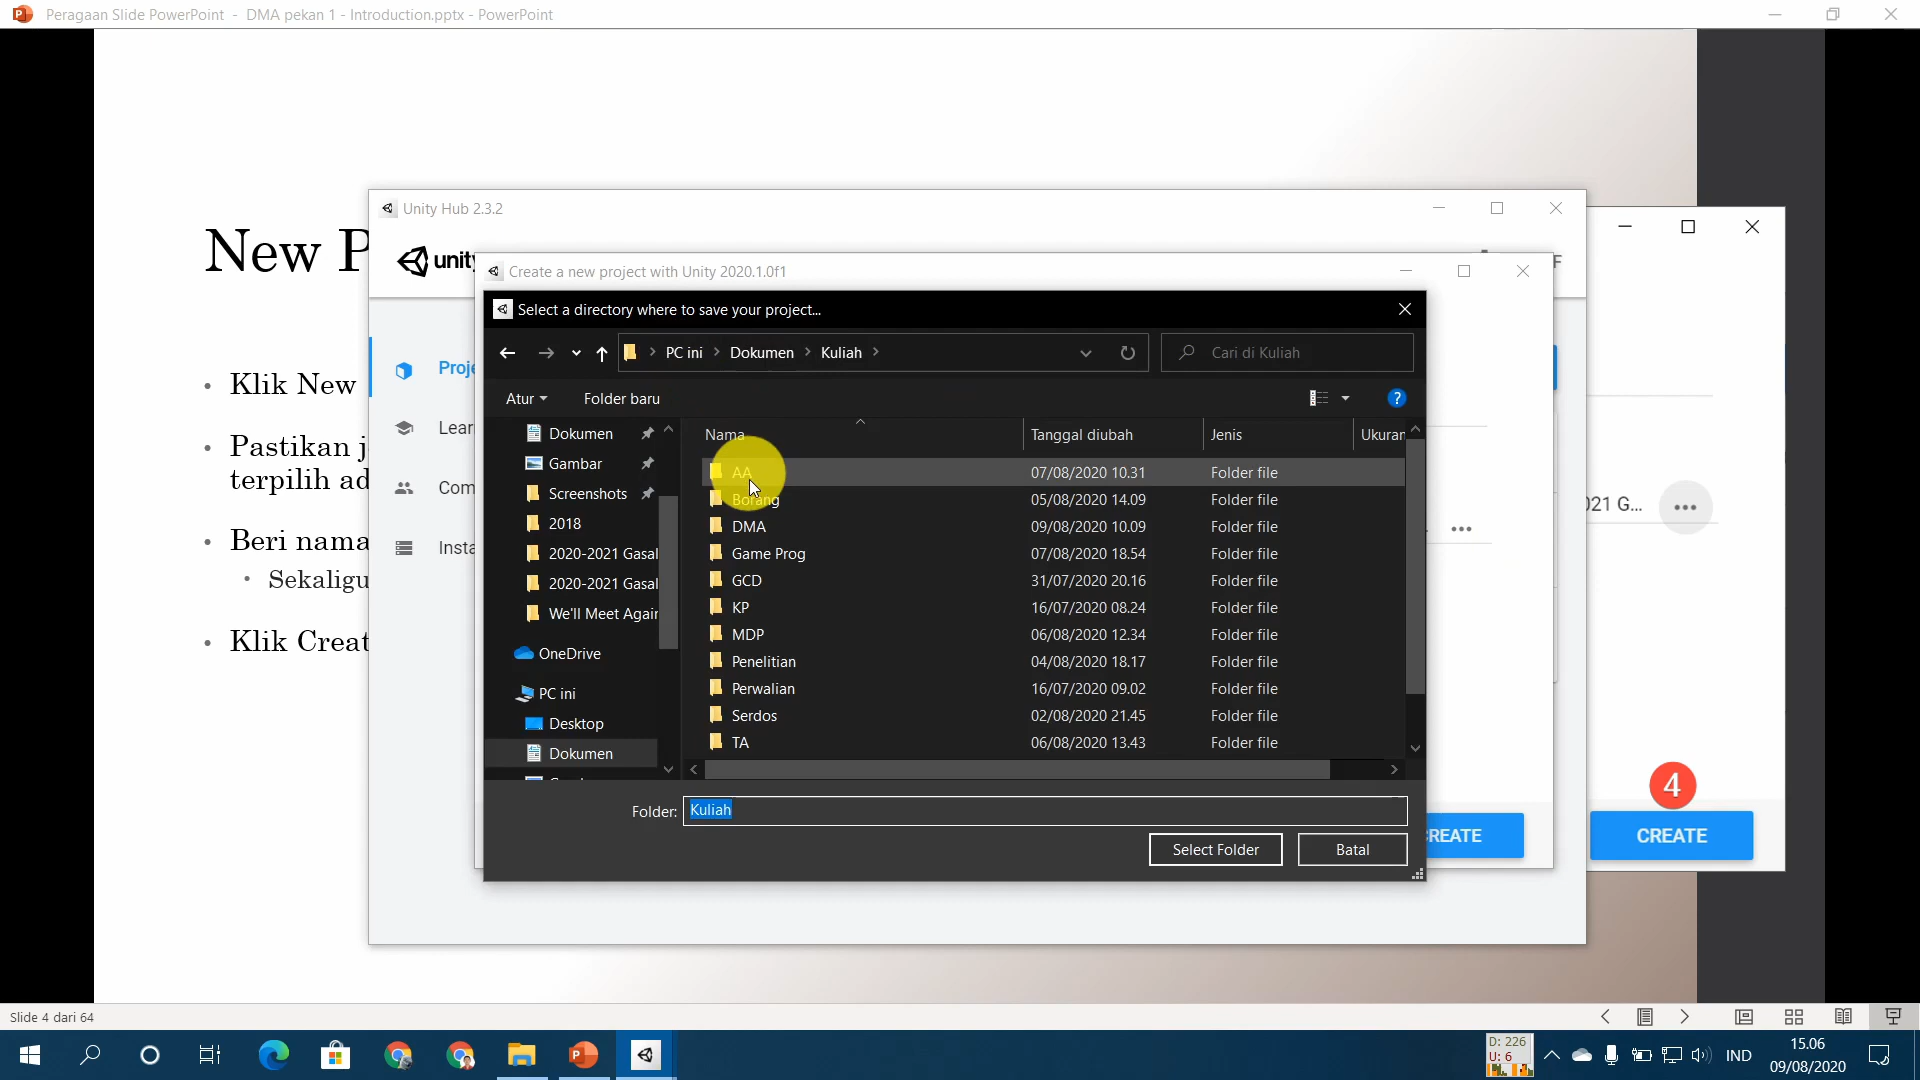 Peragaan Slide PowerPoint - DMA pekan 1 - Introduction.pptx - PowerPoint
New P
Klik New
Pastikan j
terpilih ad
Beri nama
Sekaligu
Klik Creat
Unity Hub 2.3.2
unity
Proje
Lear
Com
Insta
Create a new project with Unity 2020.1.0f1
Select a directory where to save your project...
PC ini > Dokumen > Kuliah >
Cari di Kuliah
Atur
Folder baru
?
Dokumen
Gambar
Screenshots
2018
2020-2021 Gasal
2020-2021 Gasal
We'll Meet Again
OneDrive
PC ini
Desktop
Dokumen
Nama Tanggal diubah Jenis Ukuran
AA 07/08/2020 10.31 Folder file
Borang 05/08/2020 14.09 Folder file
DMA 09/08/2020 10.09 Folder file
Game Prog 07/08/2020 18.54 Folder file
GCD 31/07/2020 20.16 Folder file
KP 16/07/2020 08.24 Folder file
MDP 06/08/2020 12.34 Folder file
Penelitian 04/08/2020 18.17 Folder file
Perwalian 16/07/2020 09.02 Folder file
Serdos 02/08/2020 21.45 Folder file
TA 06/08/2020 13.43 Folder file
Folder: Kuliah
Select Folder
Batal
F
REATE
021 G...
4
CREATE
Slide 4 dari 64
D: 226
U: 6
IND
15.06
09/08/2020